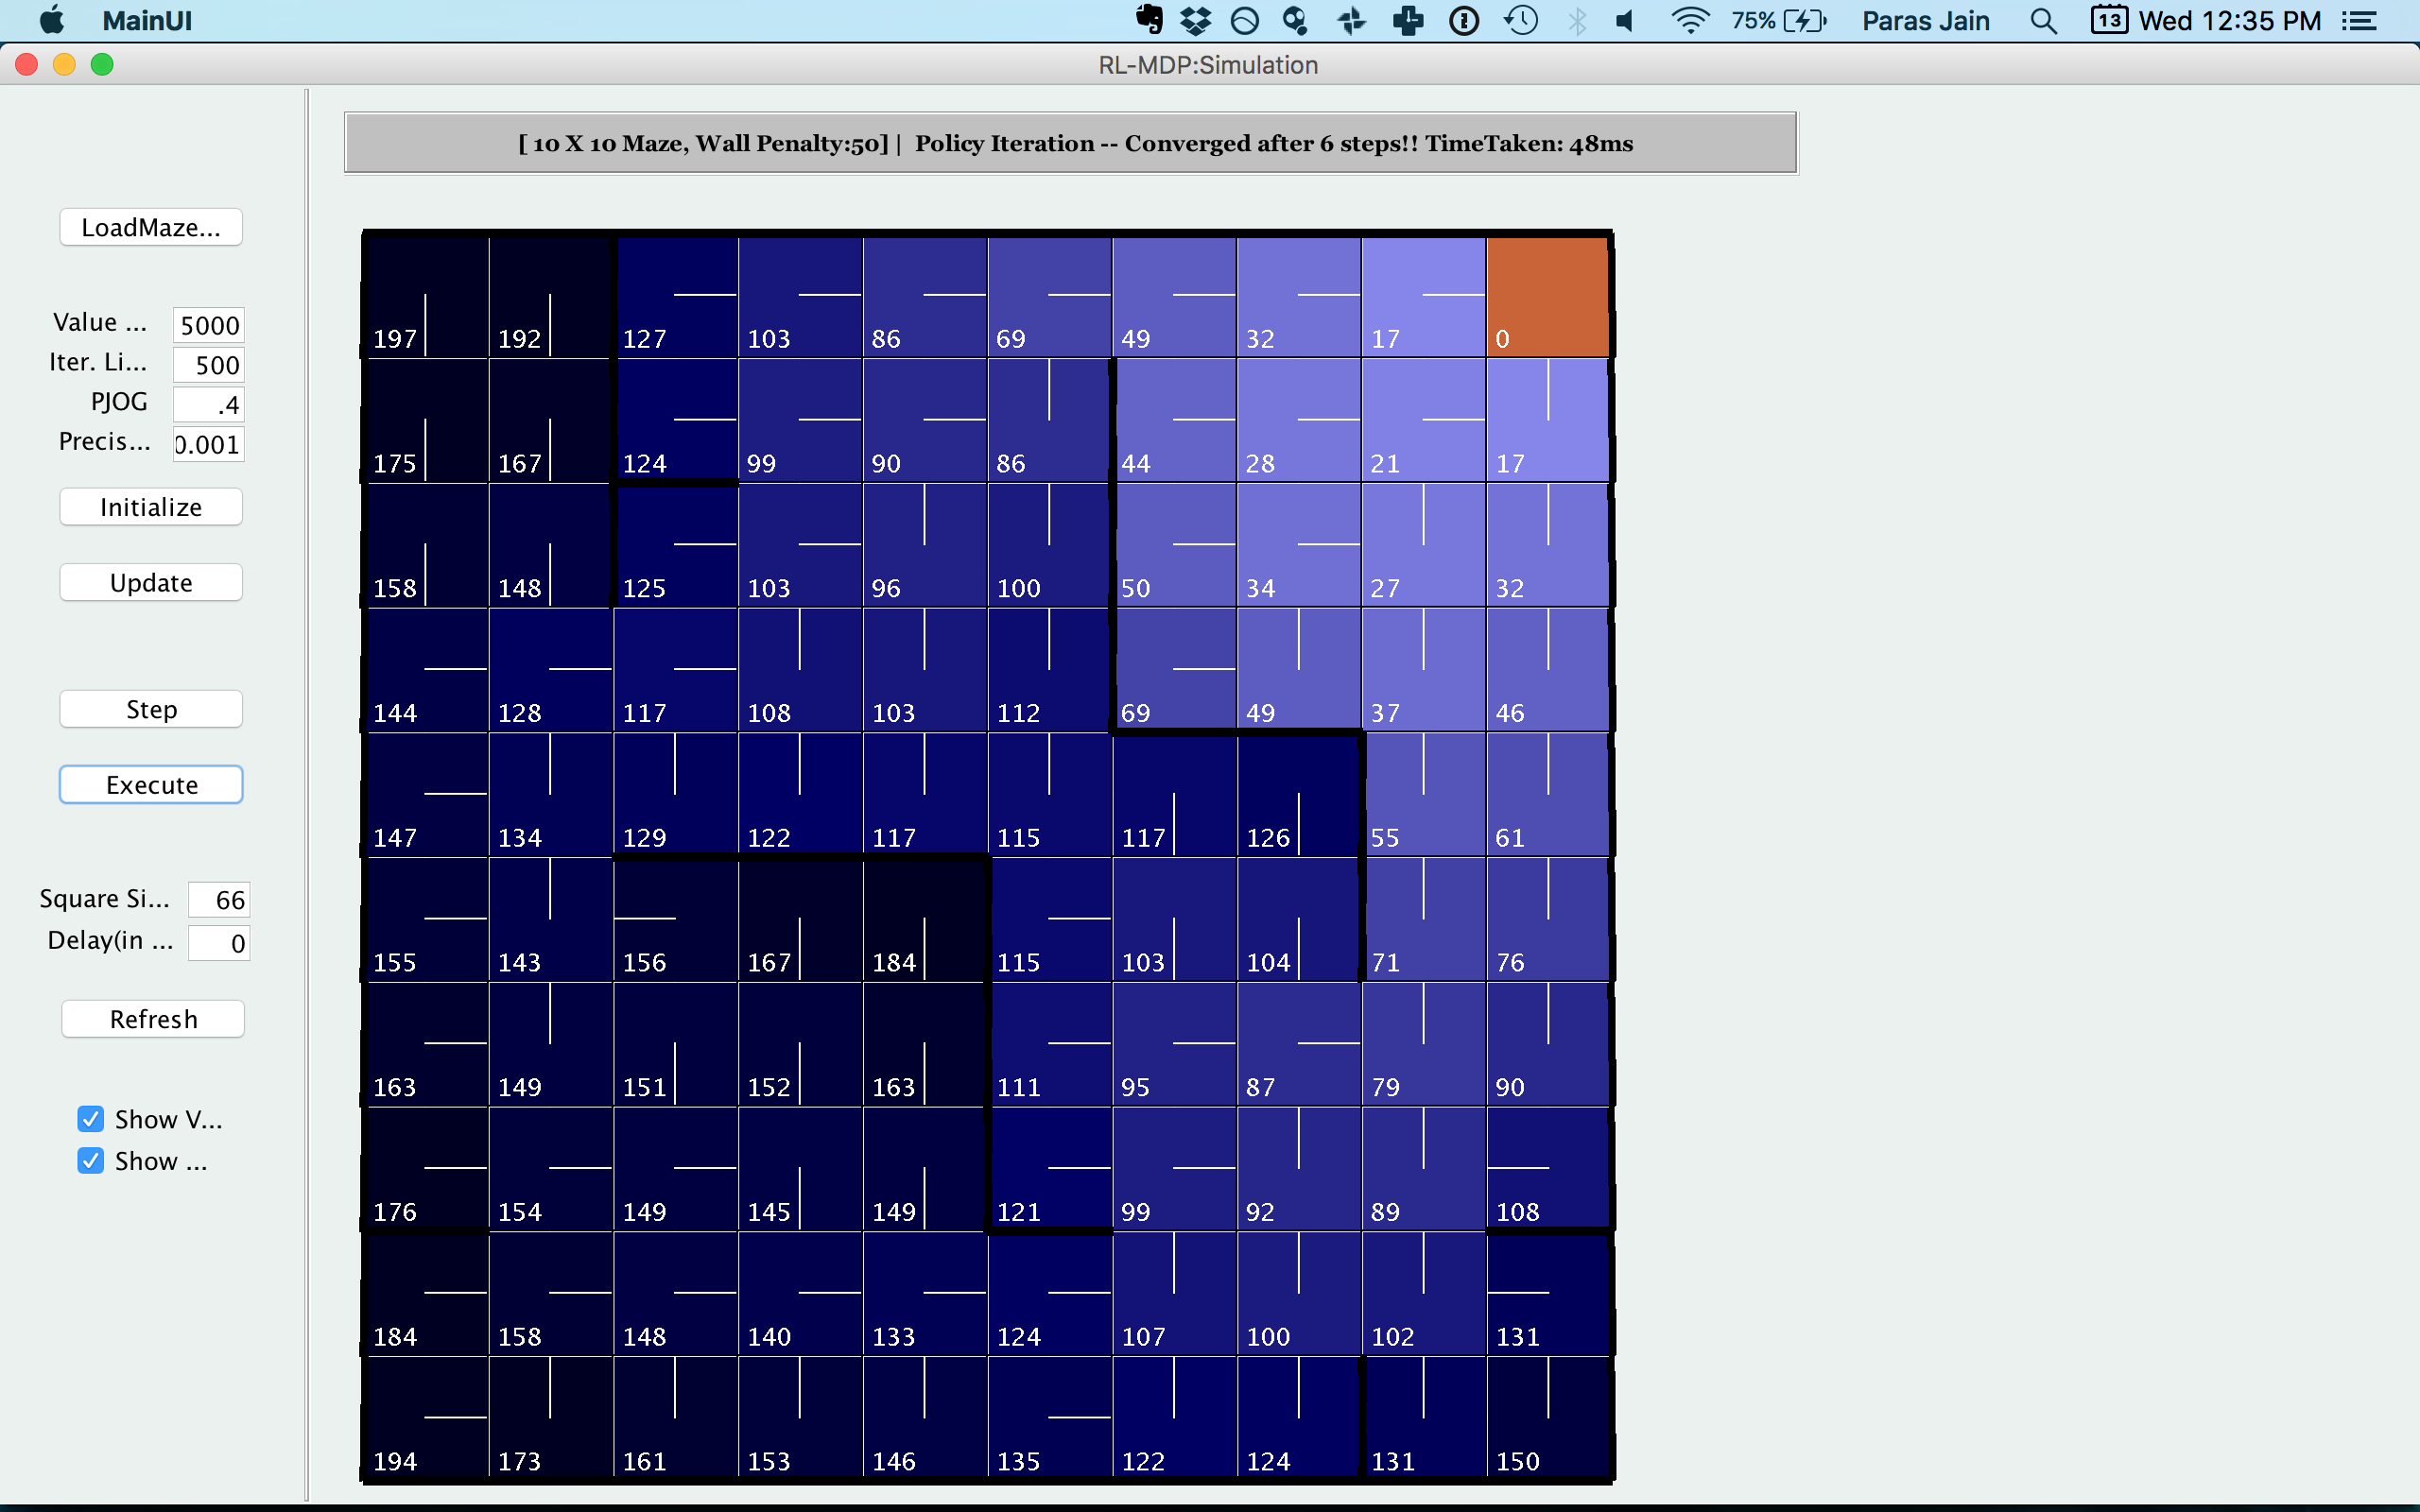 MainUI 75% Paras Jain 13 Wed 12:35 PM
RL-MDP:Simulation
[ 10 X 10 Maze, Wall Penalty:50] | Policy Iteration -- Converged after 6 steps!! TimeTaken: 48ms
LoadMaze...
Value ... 5000
Iter. Li... 500
PJOG .4
Precis... 0.001
Initialize
Update
Step
Execute
Square Si... 66
Delay(in ... 0
Refresh
Show V...
Show ...
197 192 127 103 86 69 49 32 17 0
175 167 124 99 90 86 44 28 21 17
158 148 125 103 96 100 50 34 27 32
144 128 117 108 103 112 69 49 37 46
147 134 129 122 117 115 117 126 55 61
155 143 156 167 184 115 103 104 71 76
163 149 151 152 163 111 95 87 79 90
176 154 149 145 149 121 99 92 89 108
184 158 148 140 133 124 107 100 102 131
194 173 161 153 146 135 122 124 131 150